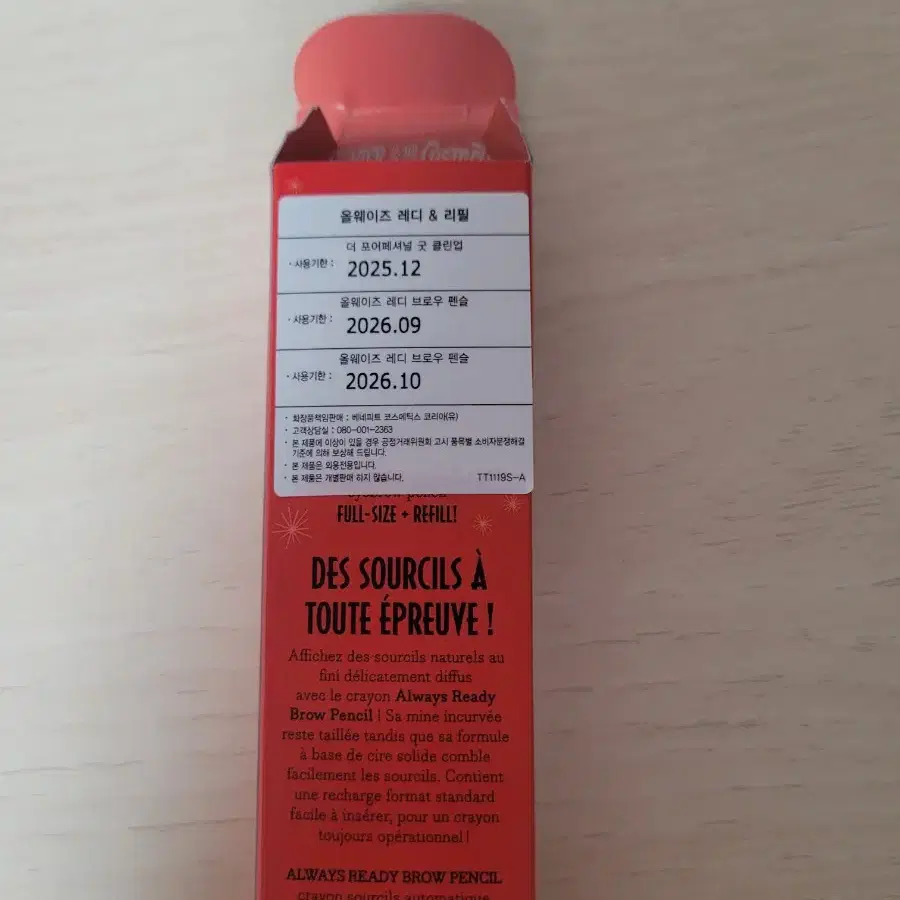 올웨이즈 레디 & 리필
더 포어페셔널 굿 클린업
· 사용기한 : 2025.12
올웨이즈 레디 브로우 펜슬
· 사용기한 : 2026.09
올웨이즈 레디 브로우 펜슬
· 사용기한 : 2026.10
· 화장품책임판매 : 베네피트 코스메틱스 코리아(유)
· 고객상담실 : 080-001-2363
· 본 제품에 이상이 있을 경우 공정거래위원회 고시 품목별 소비자분쟁해결
기준에 의해 보상해 드립니다.
· 본 제품은 외용전용입니다.
· 본 제품은 개별판매 하지 않습니다. TT1119S-A
eyebrow pencil
FULL-SIZE + REFILL!
DES SOURCILS À
TOUTE ÉPREUVE !
Affichez des sourcils naturels au
fini délicatement diffus
avec le crayon Always Ready
Brow Pencil ! Sa mine incurvée
reste taillée tandis que sa formule
à base de cire solide comble
facilement les sourcils. Contient
une recharge format standard
facile à insérer, pour un crayon
toujours opérationnel !
ALWAYS READY BROW PENCIL
crayon sourcils automatique